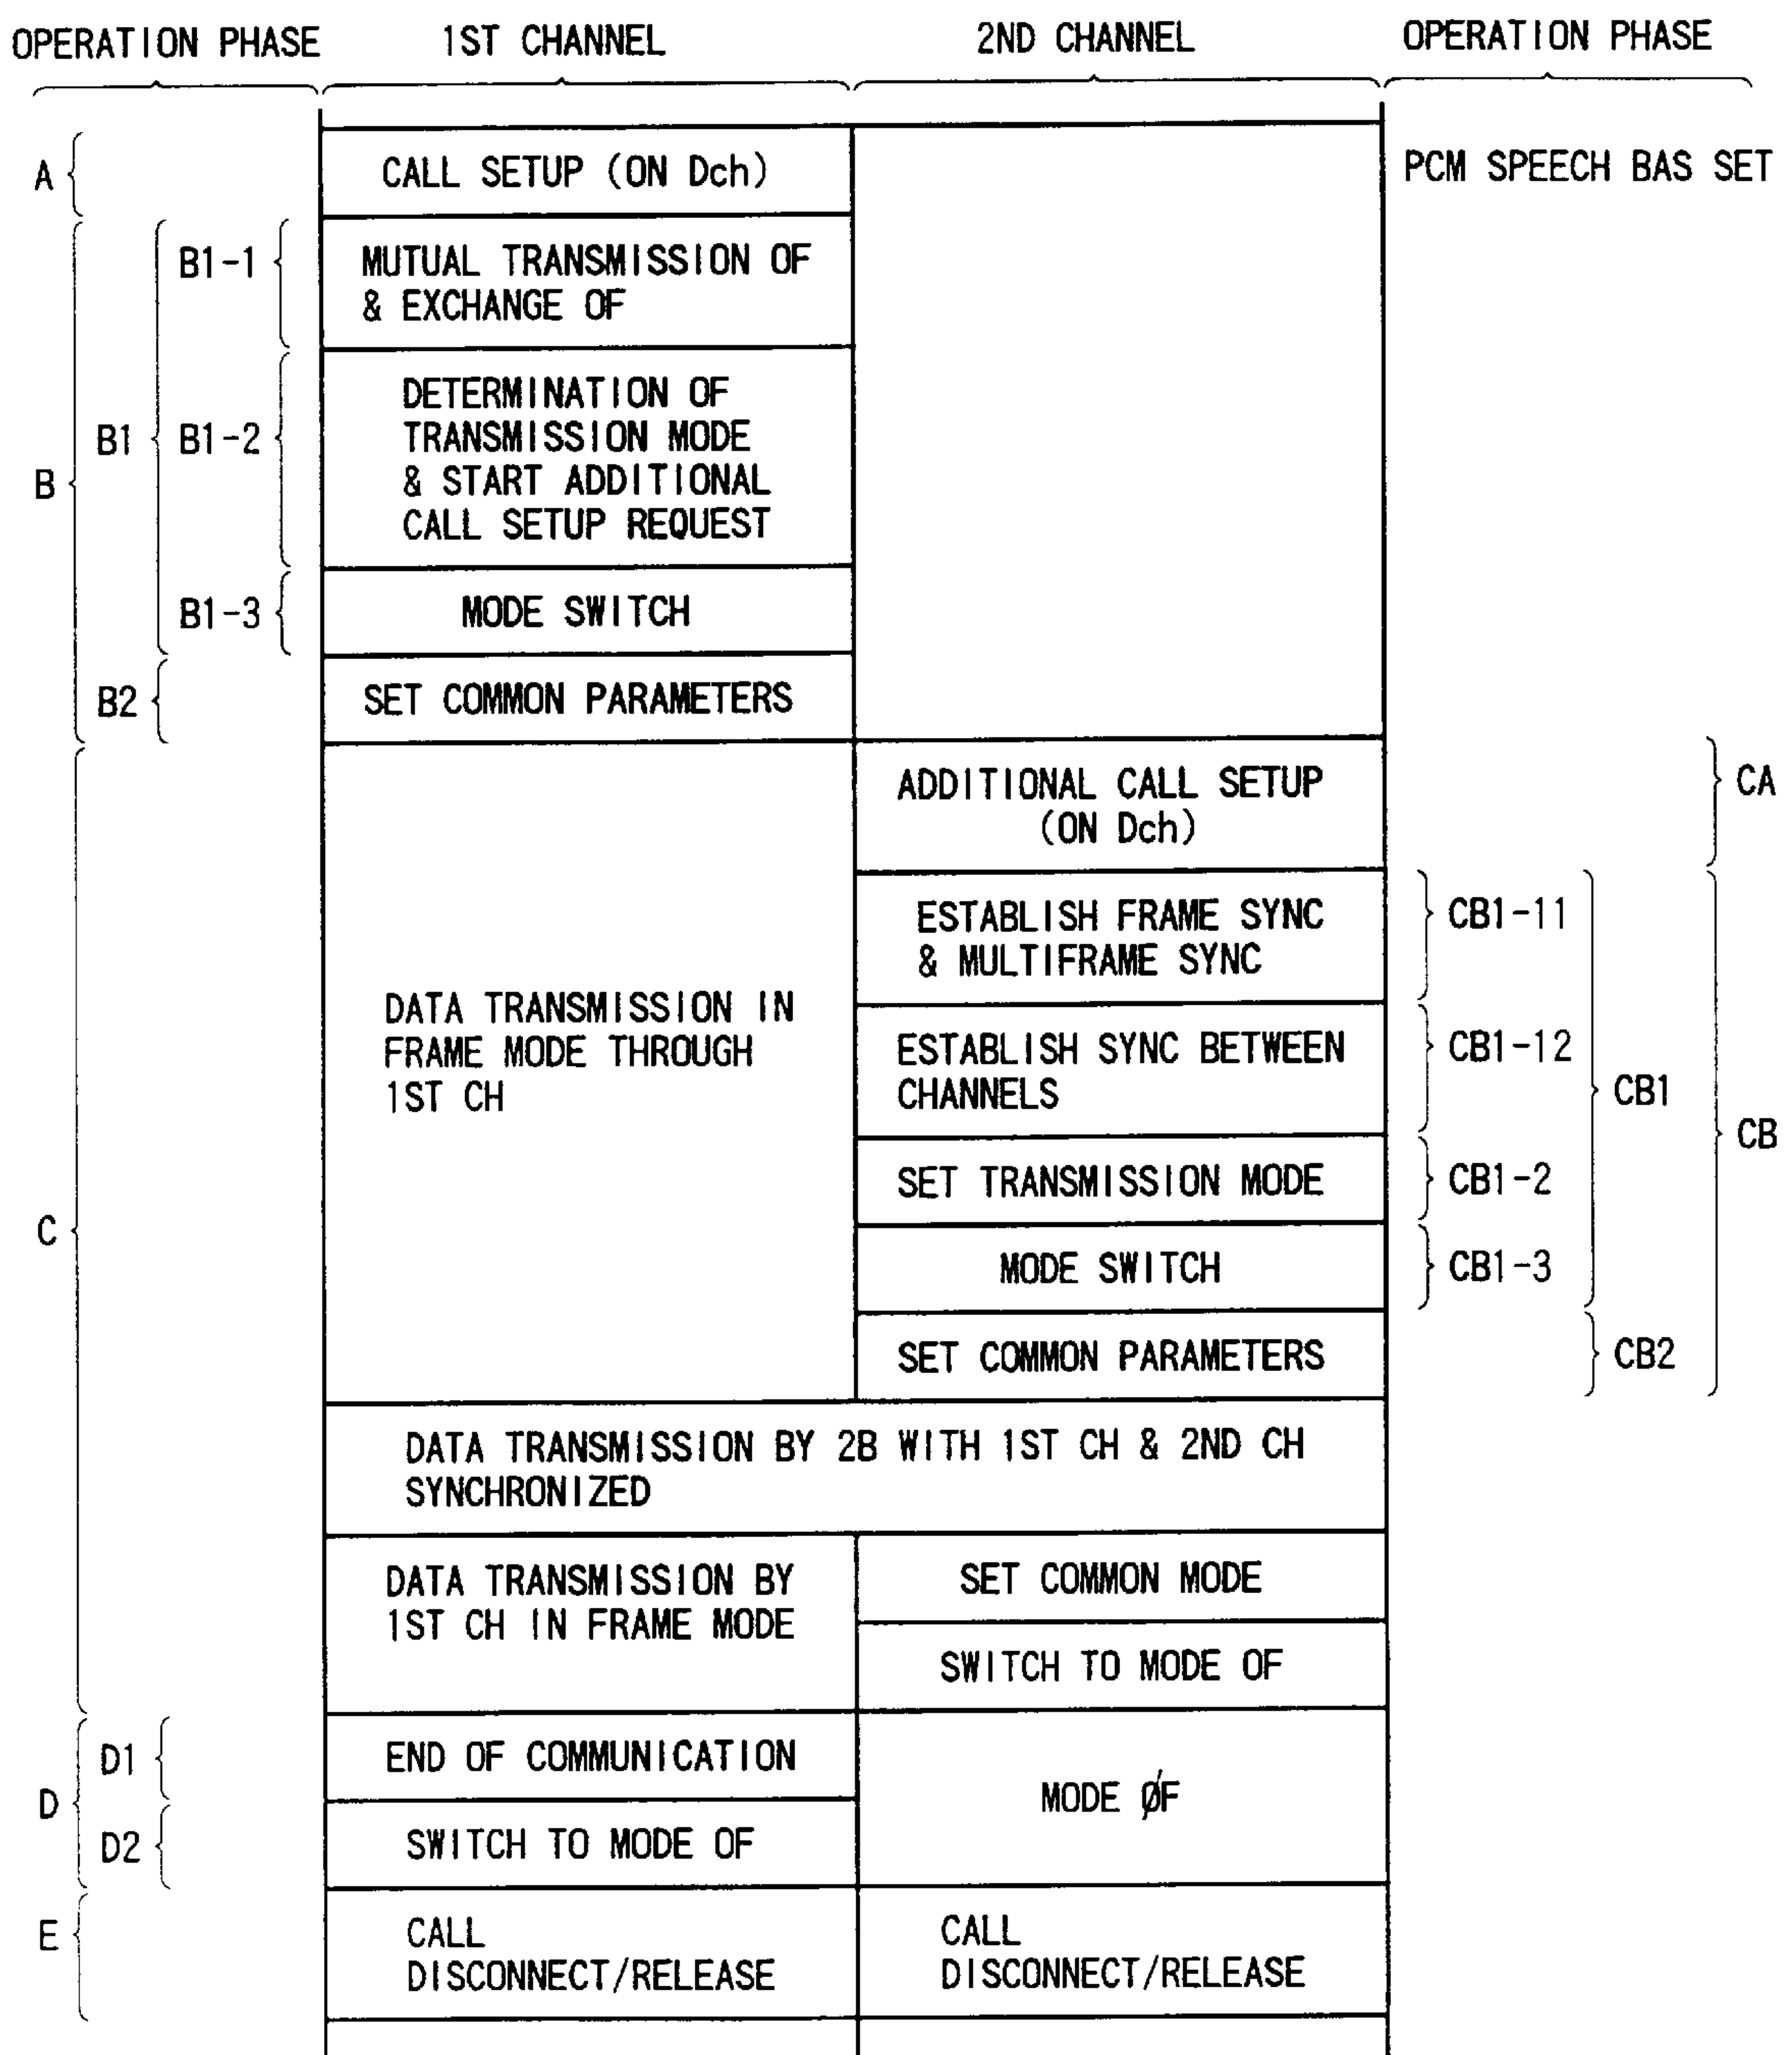 OPERATION PHASE 1ST CHANNEL 2ND CHANNEL OPERATION PHASE
A CALL SETUP (ON Dch) PCM SPEECH BAS SET
B
B1
B1-1
MUTUAL TRANSMISSION OF
& EXCHANGE OF
B1-2
DETERMINATION OF
TRANSMISSION MODE
& START ADDITIONAL
CALL SETUP REQUEST
B1-3 MODE SWITCH
B2 SET COMMON PARAMETERS
C
DATA TRANSMISSION IN
FRAME MODE THROUGH
1ST CH
ADDITIONAL CALL SETUP
(ON Dch)
CA
ESTABLISH FRAME SYNC
& MULTIFRAME SYNC
CB1-11
ESTABLISH SYNC BETWEEN
CHANNELS
CB1-12
CB1
CB
SET TRANSMISSION MODE CB1-2
MODE SWITCH CB1-3
SET COMMON PARAMETERS CB2
DATA TRANSMISSION BY 2B WITH 1ST CH & 2ND CH
SYNCHRONIZED
DATA TRANSMISSION BY
1ST CH IN FRAME MODE
SET COMMON MODE
SWITCH TO MODE OF
D
D1 END OF COMMUNICATION
MODE ØF
D2 SWITCH TO MODE OF
E
CALL
DISCONNECT/RELEASE
CALL
DISCONNECT/RELEASE